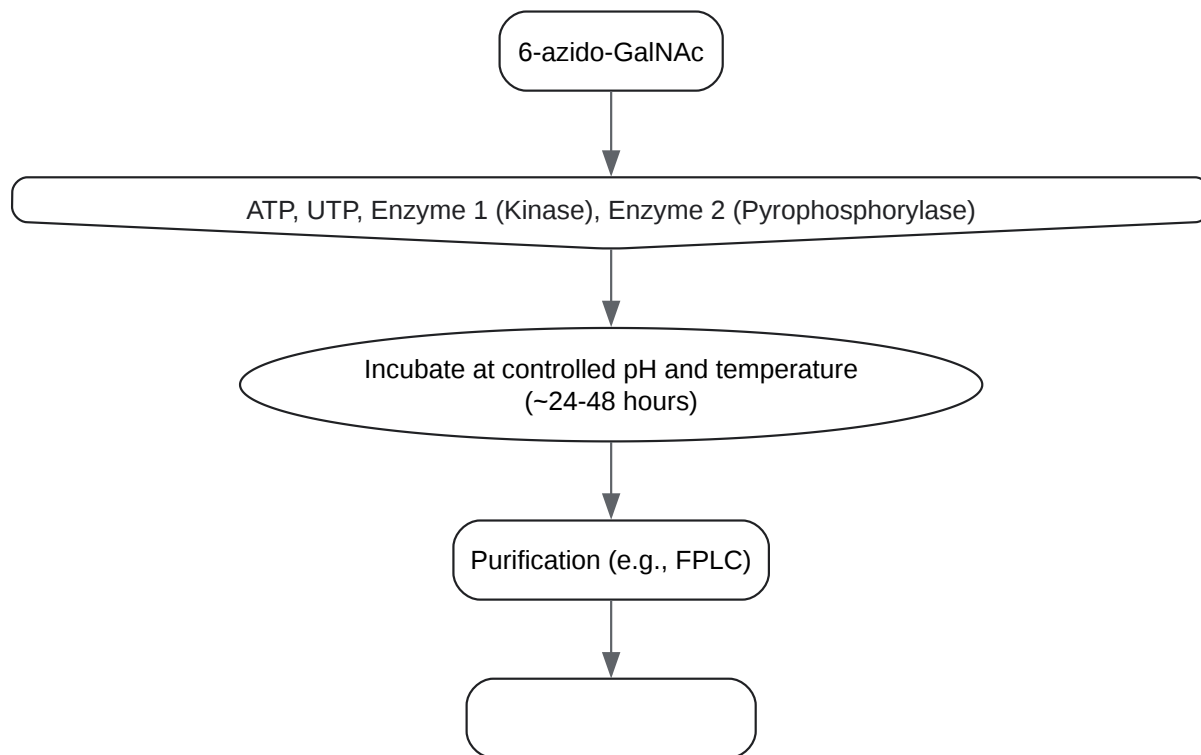 6-azido-GalNAc
ATP, UTP, Enzyme 1 (Kinase), Enzyme 2 (Pyrophosphorylase)
Incubate at controlled pH and temperature
(~24-48 hours)
Purification (e.g., FPLC)